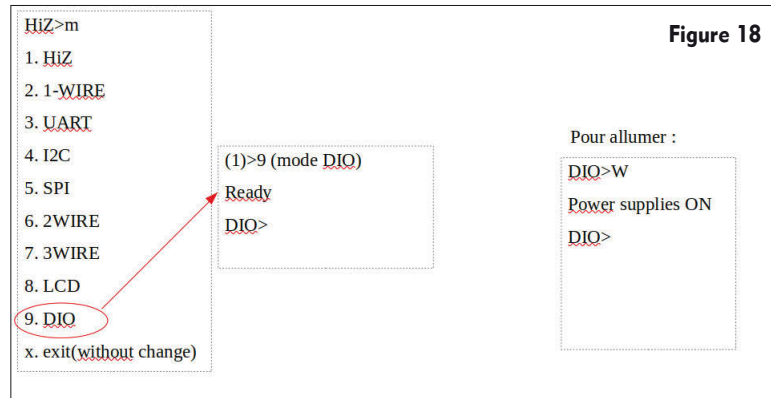 Figure 18
HiZ>m
1. HiZ
2. 1-WIRE
3. UART
4. I2C
5. SPI
6. 2WIRE
7. 3WIRE
8. LCD
9. DIO
x. exit(without change)
(1)>9 (mode DIO)
Ready
DIO>
Pour allumer :
DIO>W
Power supplies ON
DIO>